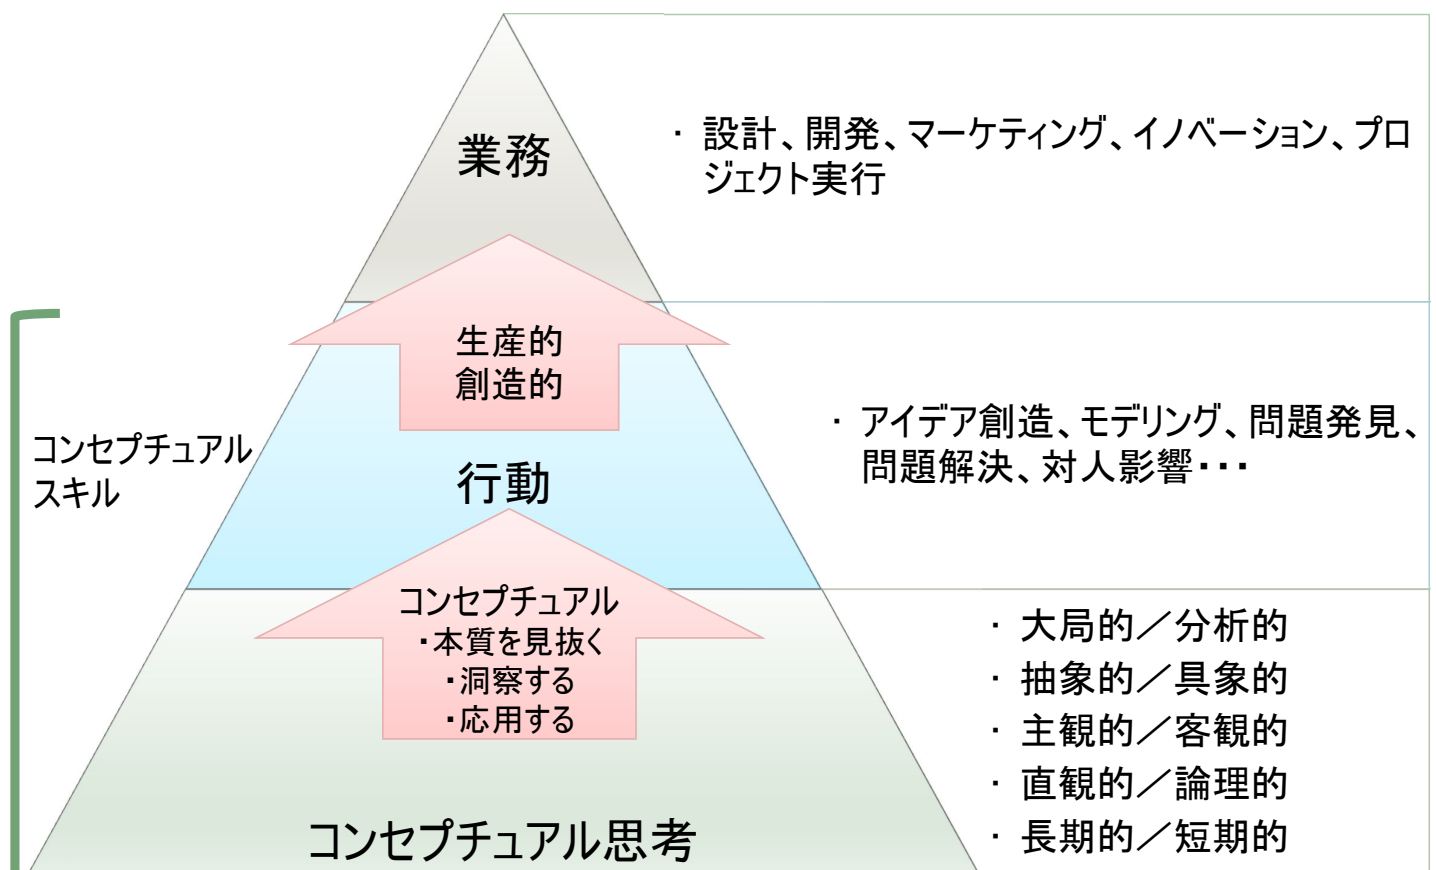 業務
・設計、開発、マーケティング、イノベーション、プロ
ジェクト実行
生産的
創造的
コンセプチュアル
スキル
行動
・アイデア創造、モデリング、問題発見、
問題解決、対人影響・・・
コンセプチュアル
・本質を見抜く
・洞察する
・応用する
コンセプチュアル思考
・大局的／分析的
・抽象的／具象的
・主観的／客観的
・直観的／論理的
・長期的／短期的